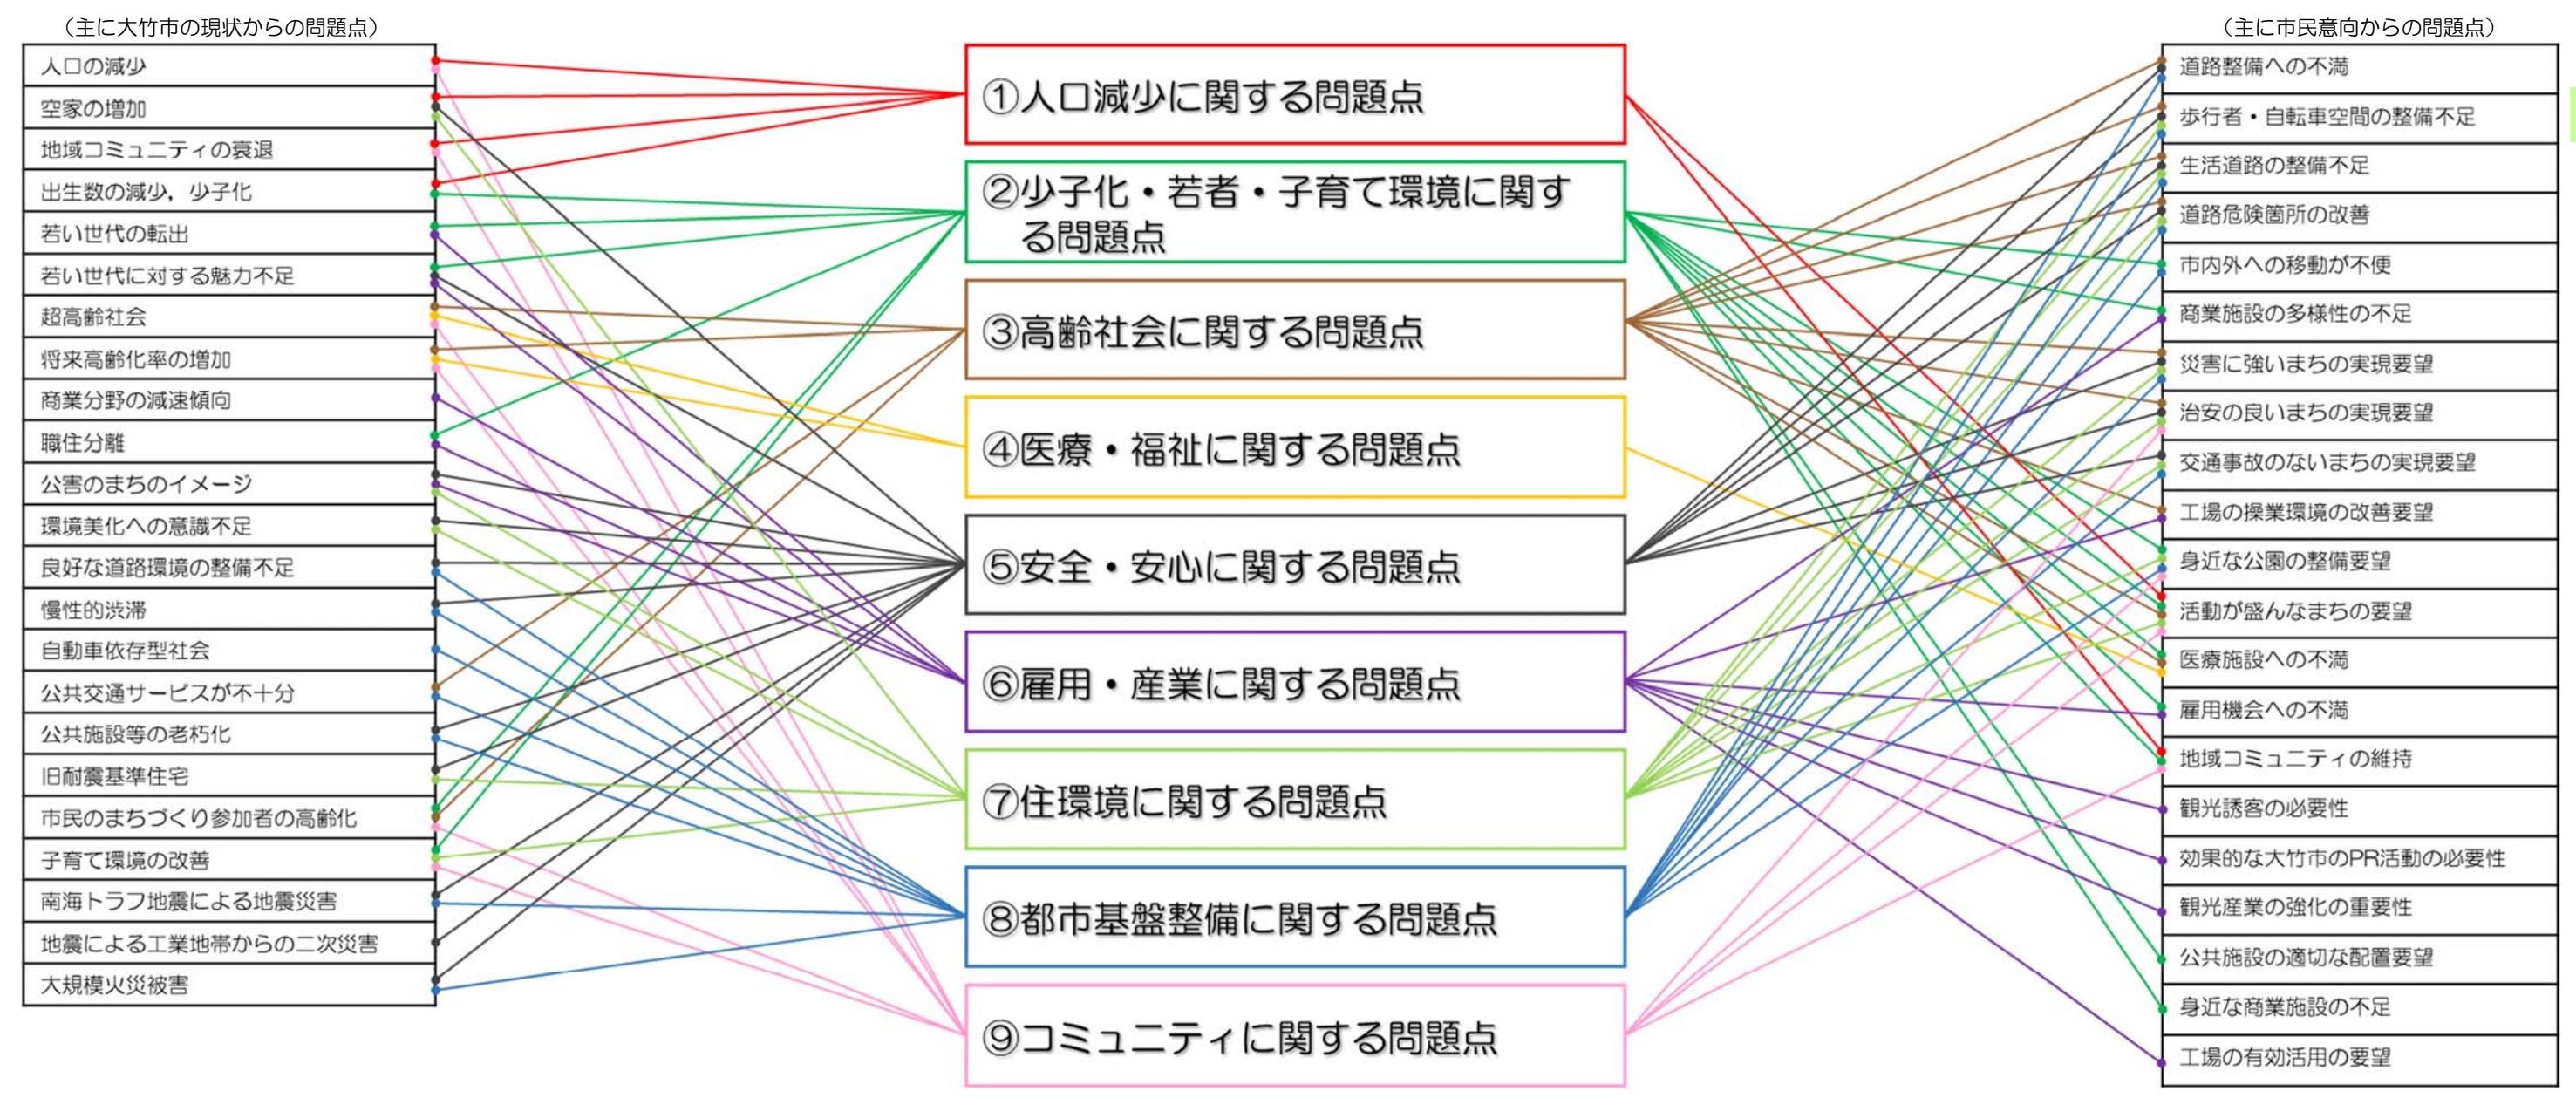 （主に大竹市の現状からの問題点）
人口の減少
空家の増加
地域コミュニティの衰退
出生数の減少，少子化
若い世代の転出
若い世代に対する魅力不足
超高齢社会
将来高齢化率の増加
商業分野の減速傾向
職住分離
公害のまちのイメージ
環境美化への意識不足
良好な道路環境の整備不足
慢性的渋滞
自動車依存型社会
公共交通サービスが不十分
公共施設等の老朽化
旧耐震基準住宅
市民のまちづくり参加者の高齢化
子育て環境の改善
南海トラフ地震による地震災害
地震による工業地帯からの二次災害
大規模火災被害
①人口減少に関する問題点
②少子化・若者・子育て環境に関す
る問題点
③高齢社会に関する問題点
④医療・福祉に関する問題点
⑤安全・安心に関する問題点
⑥雇用・産業に関する問題点
⑦住環境に関する問題点
⑧都市基盤整備に関する問題点
⑨コミュニティに関する問題点
（主に市民意向からの問題点）
道路整備への不満
歩行者・自転車空間の整備不足
生活道路の整備不足
道路危険箇所の改善
市内外への移動が不便
商業施設の多様性の不足
災害に強いまちの実現要望
治安の良いまちの実現要望
交通事故のないまちの実現要望
工場の操業環境の改善要望
身近な公園の整備要望
活動が盛んなまちの要望
医療施設への不満
雇用機会への不満
地域コミュニティの維持
観光誘客の必要性
効果的な大竹市のPR活動の必要性
観光産業の強化の重要性
公共施設の適切な配置要望
身近な商業施設の不足
工場の有効活用の要望